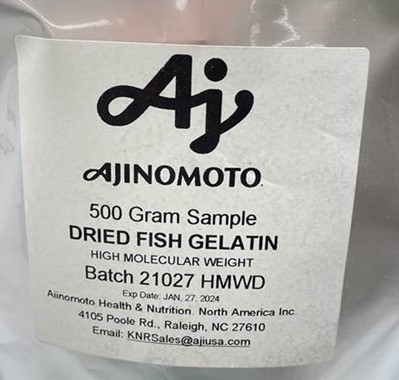 Aj
AJINOMOTO.
500 Gram Sample
DRIED FISH GELATIN
HIGH MOLECULAR WEIGHT
Batch 21027 HMWD
Exp Date: JAN, 27, 2024
Ajinomoto Health & Nutrition. North America Inc.
4105 Poole Rd., Raleigh, NC 27610
Email: KNRSales@ajiusa.com